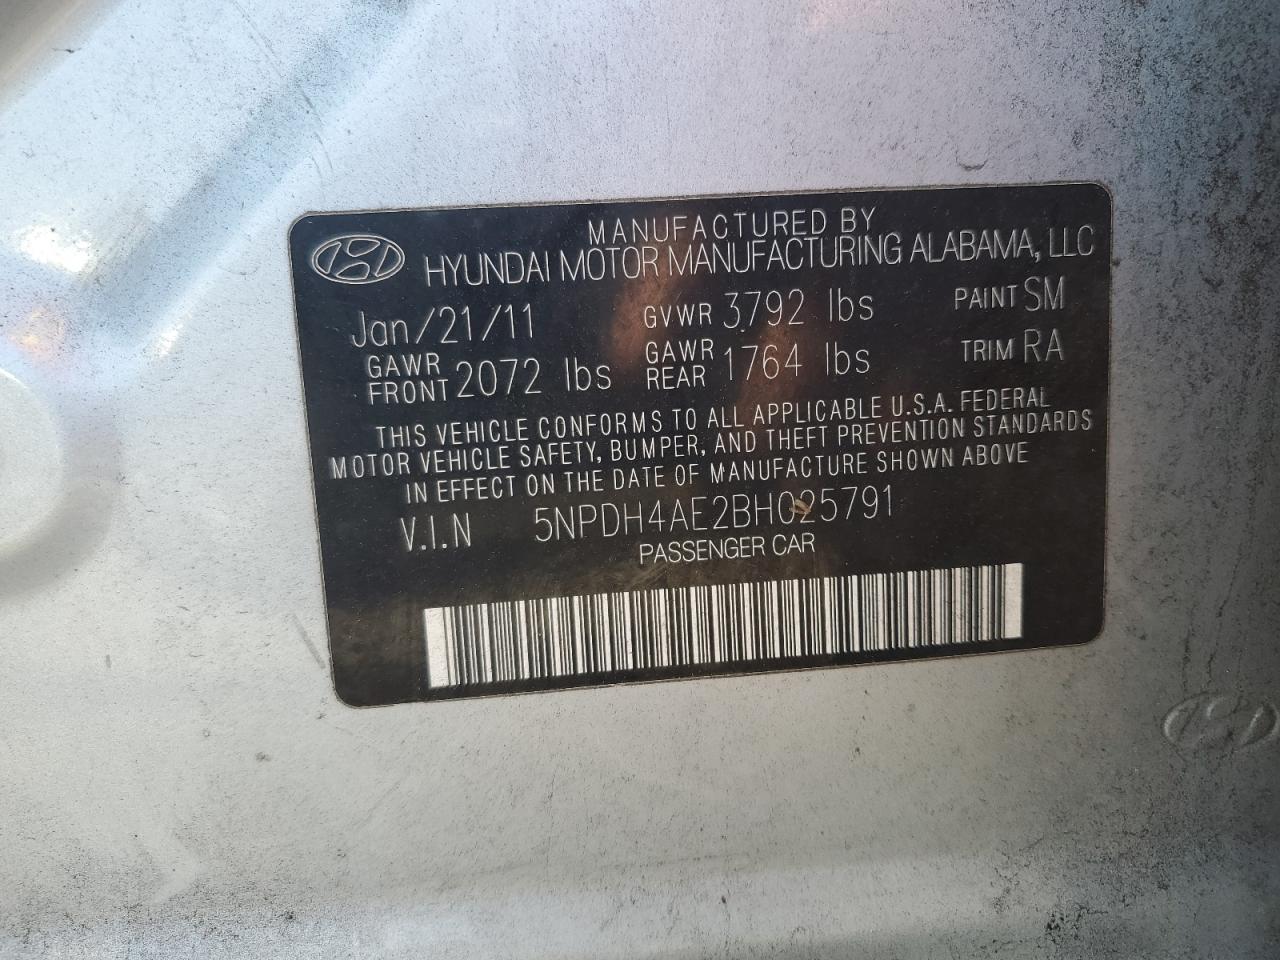 MANUFACTURED BY
HYUNDAI MOTOR MANUFACTURING ALABAMA, LLC
Jan/21/11 GVWR 3792 lbs PAINT SM
GAWR FRONT 2072 lbs GAWR REAR 1764 lbs TRIM RA
THIS VEHICLE CONFORMS TO ALL APPLICABLE U.S.A. FEDERAL
MOTOR VEHICLE SAFETY, BUMPER, AND THEFT PREVENTION STANDARDS
IN EFFECT ON THE DATE OF MANUFACTURE SHOWN ABOVE
V.I.N 5NPDH4AE2BH025791
PASSENGER CAR